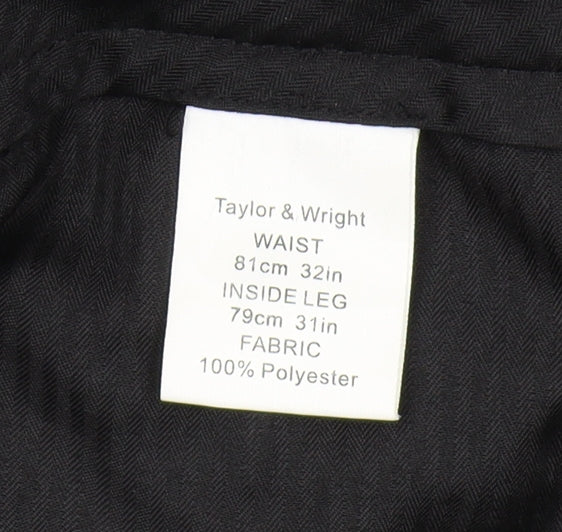 Taylor & Wright
WAIST
81cm 32in
INSIDE LEG
79cm 31in
FABRIC
100% Polyester